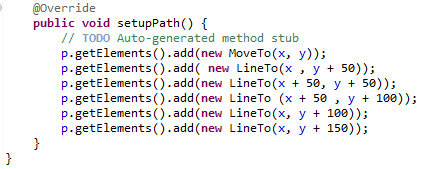 @Override
public void setupPath() {
// TODO Auto-generated method stub
p.getElements().add(new MoveTo(x, y));
p.getElements().add( new LineTo(x , y + 50));
p.getElements().add(new LineTo(x + 50, y + 50));
p.getElements().add(new LineTo (x + 50 , y + 100));
p.getElements().add(new LineTo(x, y + 100));
p.getElements().add(new LineTo(x, y + 150));
}
}